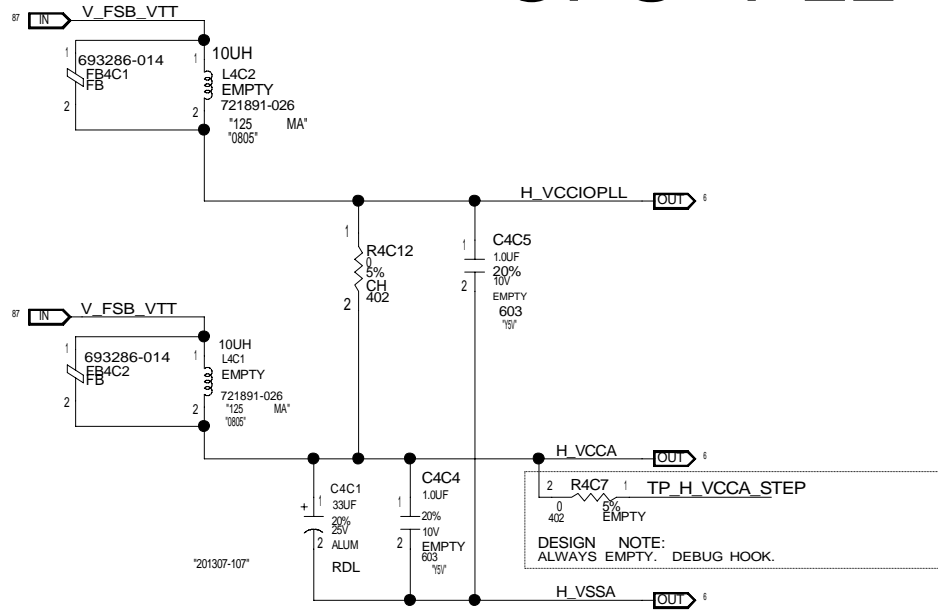 87 IN V_FSB_VTT
1
693286-014
FB4C1
FB
2
10UH
1
L4C2
EMPTY
721891-026
2
"125 MA"
"0805"
H_VCCIOPLL
OUT 6
1
R4C12
0
5%
CH
402
2
1
C4C5
1.0UF
20%
10V
2
EMPTY
603
"Y5V"
87 IN V_FSB_VTT
1
693286-014
FB4C2
FB
2
10UH
1
L4C1
EMPTY
721891-026
2
"125 MA"
"0805"
H_VCCA
OUT 6
C4C1
1
33UF
+
20%
25V
2
ALUM
RDL
"201307-107"
C4C4
1
1.0UF
20%
10V
2
EMPTY
603
"Y5V"
2 R4C7 1 TP_H_VCCA_STEP
0 5%
402 EMPTY
DESIGN NOTE:
ALWAYS EMPTY. DEBUG HOOK.
H_VSSA
OUT 6